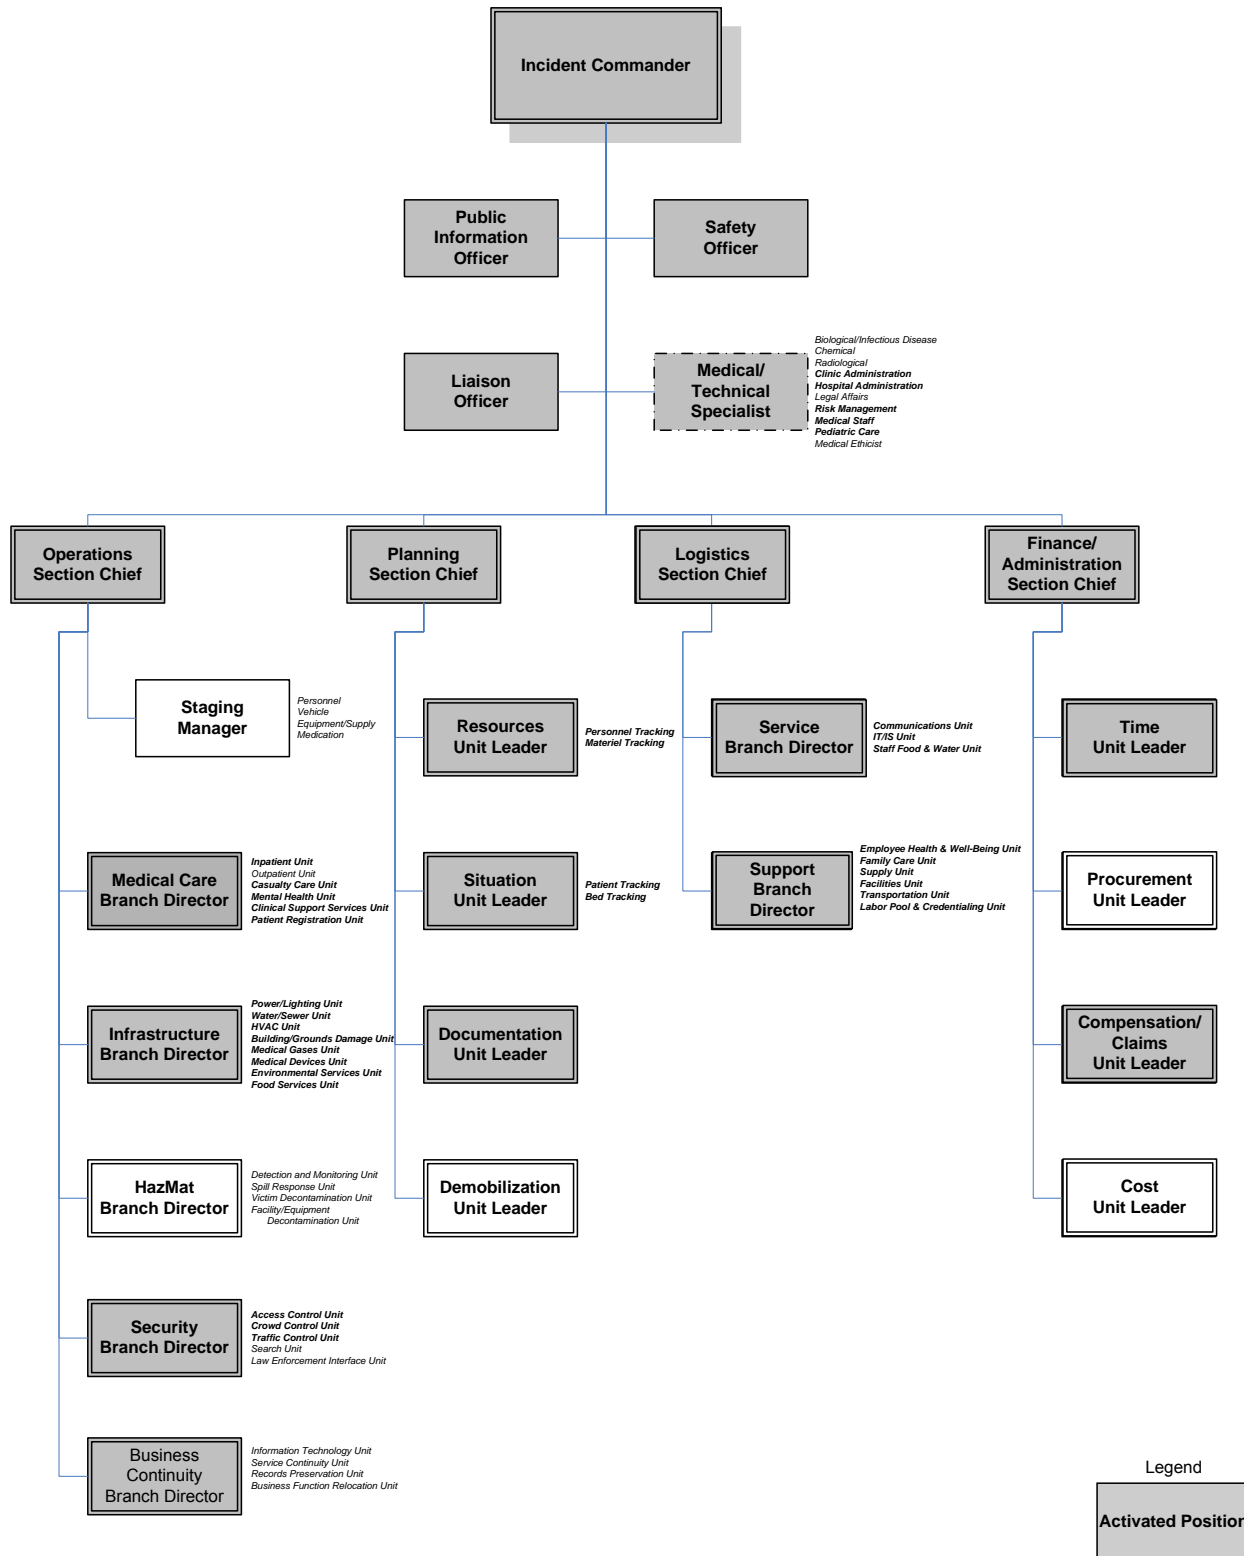 Incident Commander
Public
Information
Officer
Safety
Officer
Liaison
Officer
Medical/
Technical
Specialist
Biological/Infectious Disease
Chemical
Radiological
Clinic Administration
Hospital Administration
Legal Affairs
Risk Management
Medical Staff
Pediatric Care
Medical Ethicist
Operations
Section Chief
Planning
Section Chief
Logistics
Section Chief
Finance/
Administration
Section Chief
Staging
Manager
Personnel
Vehicle
Equipment/Supply
Medication
Resources
Unit Leader
Personnel Tracking
Materiel Tracking
Service
Branch Director
Communications Unit
IT/IS Unit
Staff Food & Water Unit
Time
Unit Leader
Medical Care
Branch Director
Inpatient Unit
Outpatient Unit
Casualty Care Unit
Mental Health Unit
Clinical Support Services Unit
Patient Registration Unit
Situation
Unit Leader
Patient Tracking
Bed Tracking
Support
Branch
Director
Employee Health & Well-Being Unit
Family Care Unit
Supply Unit
Facilities Unit
Transportation Unit
Labor Pool & Credentialing Unit
Procurement
Unit Leader
Infrastructure
Branch Director
Power/Lighting Unit
Water/Sewer Unit
HVAC Unit
Building/Grounds Damage Unit
Medical Gases Unit
Medical Devices Unit
Environmental Services Unit
Food Services Unit
Documentation
Unit Leader
Compensation/
Claims
Unit Leader
HazMat
Branch Director
Detection and Monitoring Unit
Spill Response Unit
Victim Decontamination Unit
Facility/Equipment
Decontamination Unit
Demobilization
Unit Leader
Cost
Unit Leader
Security
Branch Director
Access Control Unit
Crowd Control Unit
Traffic Control Unit
Search Unit
Law Enforcement Interface Unit
Business
Continuity
Branch Director
Information Technology Unit
Service Continuity Unit
Records Preservation Unit
Business Function Relocation Unit
Legend
Activated Position